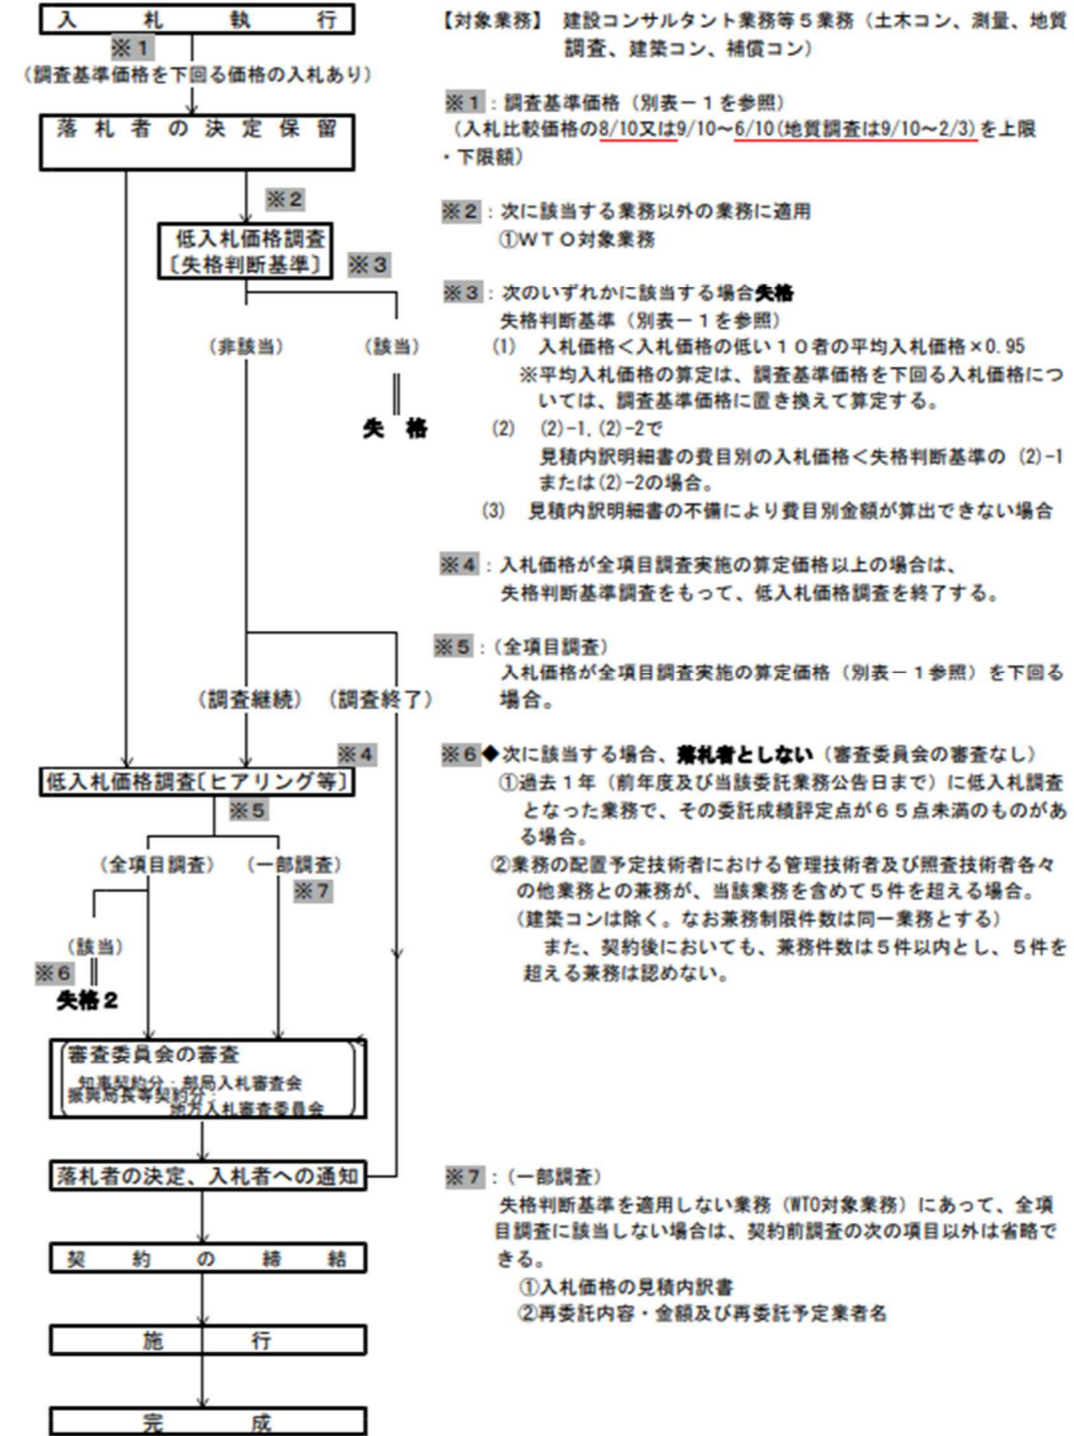 入札執行
※１
（調査基準価格を下回る価格の入札あり）
落札者の決定保留
※２
低入札価格調査
〔失格判断基準〕
※３
（非該当）
（該当）
失　格
（調査継続）
（調査終了）
※４
低入札価格調査〔ヒアリング等〕
※５
（全項目調査）
（一部調査）
※７
（該当）
※６
失格２
審査委員会の審査
知事契約分：部局入札審査会
振興局長等契約分：
地方入札審査委員会
落札者の決定、入札者への通知
契約の締結
施行
完成
【対象業務】　建設コンサルタント業務等５業務（土木コン、測量、地質
調査、建築コン、補償コン）
※１：調査基準価格（別表－１を参照）
（入札比較価格の8/10又は9/10～6/10(地質調査は9/10～2/3)を上限
・下限額）
※２：次に該当する業務以外の業務に適用
①ＷＴＯ対象業務
※３：次のいずれかに該当する場合失格
失格判断基準（別表－１を参照）
(1)　入札価格＜入札価格の低い１０者の平均入札価格×0.95
※平均入札価格の算定は、調査基準価格を下回る入札価格につ
いては、調査基準価格に置き換えて算定する。
(2)　(2)-1,(2)-2で
見積内訳明細書の費目別の入札価格＜失格判断基準の (2)-1
または(2)-2の場合。
(3)　見積内訳明細書の不備により費目別金額が算出できない場合
※４：入札価格が全項目調査実施の算定価格以上の場合は、
失格判断基準調査をもって、低入札価格調査を終了する。
※５：（全項目調査）
入札価格が全項目調査実施の算定価格（別表－１参照）を下回る
場合。
※６◆次に該当する場合、落札者としない（審査委員会の審査なし）
①過去１年（前年度及び当該委託業務公告日まで）に低入札調査
となった業務で、その委託成績評定点が６５点未満のものがあ
る場合。
②業務の配置予定技術者における管理技術者及び照査技術者各々
の他業務との兼務が、当該業務を含めて５件を超える場合。
（建築コンは除く。なお兼務制限件数は同一業務とする）
また、契約後においても、兼務件数は５件以内とし、５件を
超える兼務は認めない。
※７：（一部調査）
失格判断基準を適用しない業務（WTO対象業務）にあって、全項
目調査に該当しない場合は、契約前調査の次の項目以外は省略で
きる。
①入札価格の見積内訳書
②再委託内容・金額及び再委託予定業者名